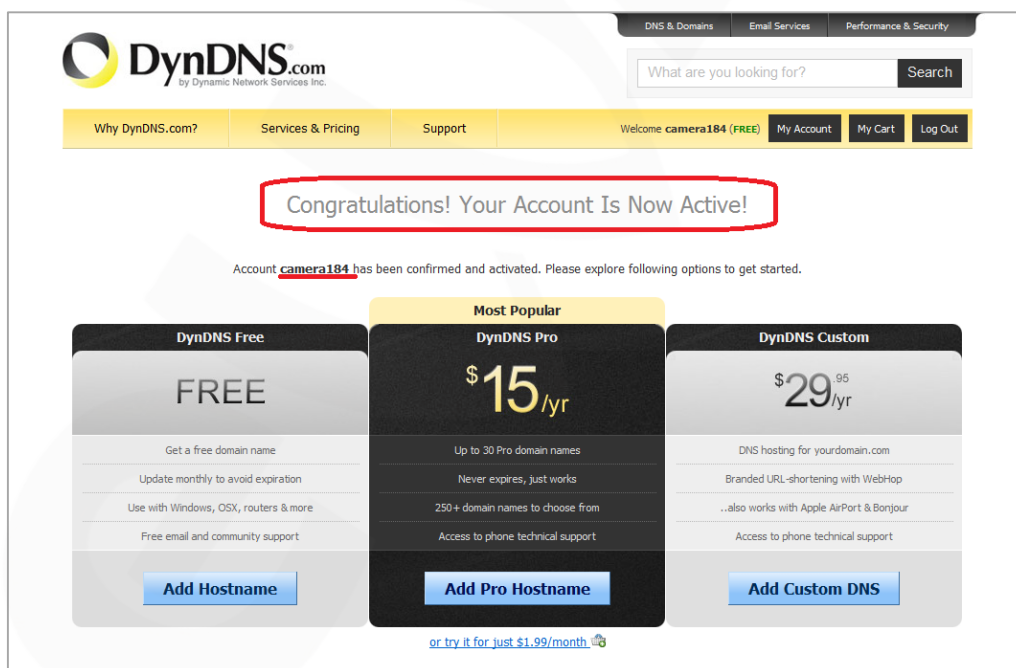 DNS & Domains Email Services Performance & Security
DynDNS.com
by Dynamic Network Services Inc.
What are you looking for? Search
Why DynDNS.com? Services & Pricing Support Welcome camera184 (FREE) My Account My Cart Log Out
Congratulations! Your Account Is Now Active!
Account camera184 has been confirmed and activated. Please explore following options to get started.
Most Popular
DynDNS Free DynDNS Pro DynDNS Custom
FREE $15/yr $29.95/yr
Get a free domain name Up to 30 Pro domain names DNS hosting for yourdomain.com
Update monthly to avoid expiration Never expires, just works Branded URL-shortening with WebHop
Use with Windows, OSX, routers & more 250+ domain names to choose from ..also works with Apple AirPort & Bonjour
Free email and community support Access to phone technical support Access to phone technical support
Add Hostname Add Pro Hostname Add Custom DNS
or try it for just $1.99/month